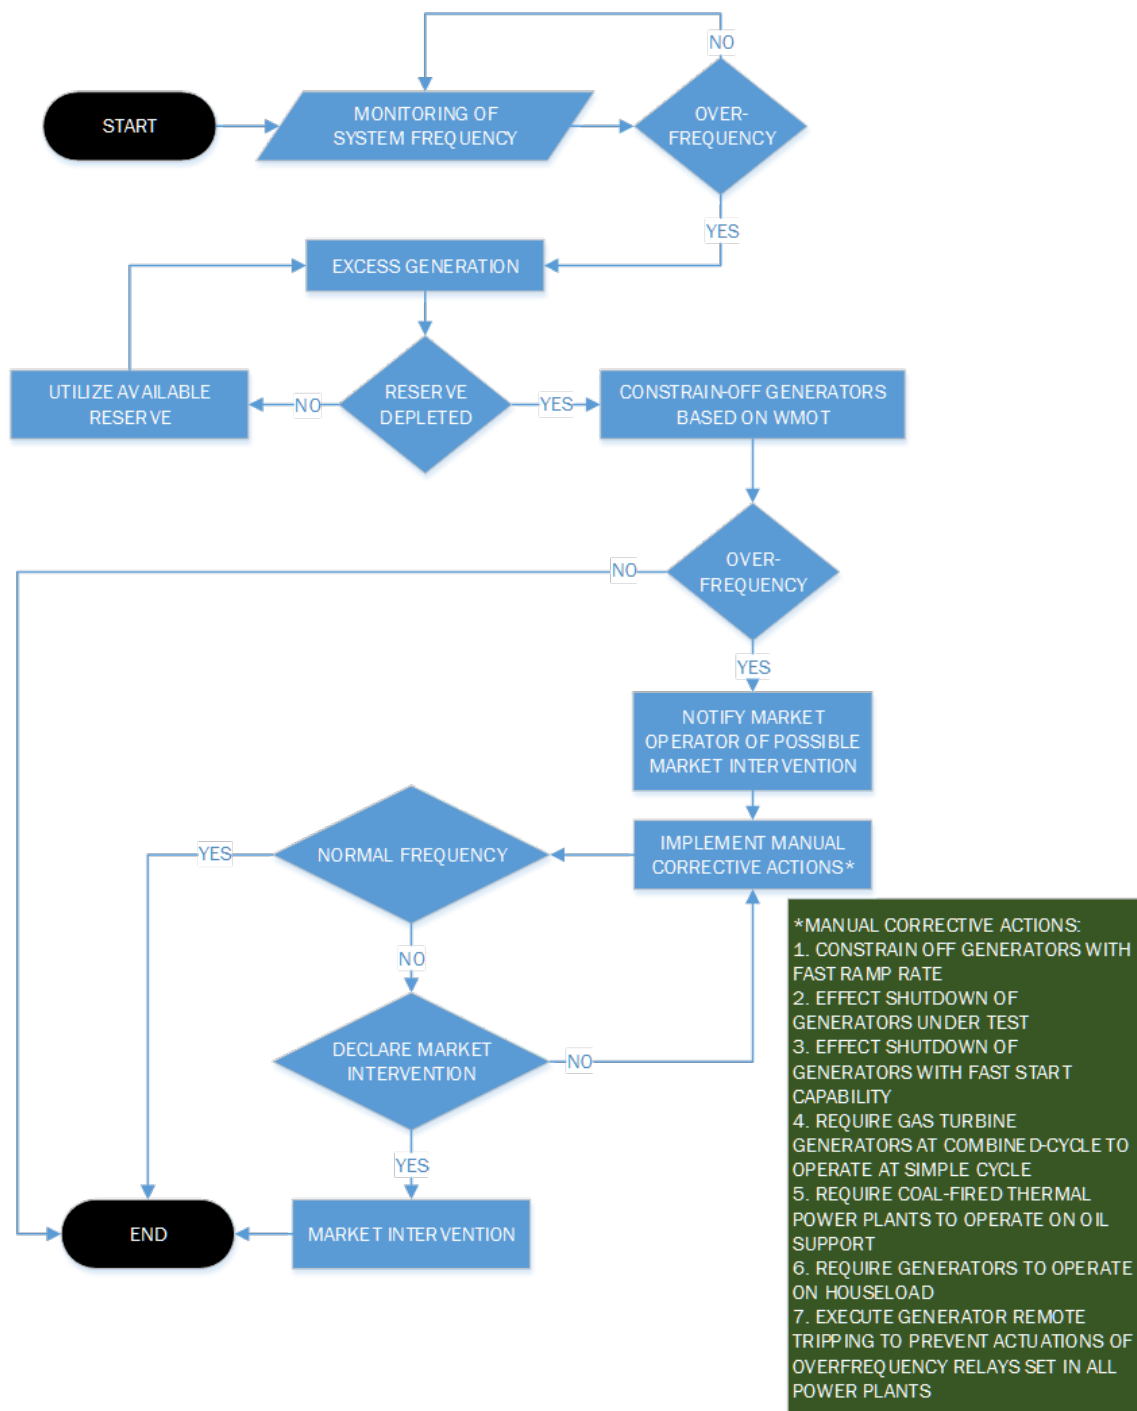 NO
START
MONITORING OF
SYSTEM FREQUENCY
OVER-
FREQUENCY
YES
EXCESS GENERATION
UTILIZE AVAILABLE
RESERVE
NO
RESERVE
DEPLETED
YES
CONSTRAIN-OFF GENERATORS
BASED ON WMOT
OVER-
FREQUENCY
NO
YES
NOTIFY MARKET
OPERATOR OF POSSIBLE
MARKET INTERVENTION
IMPLEMENT MANUAL
CORRECTIVE ACTIONS*
NORMAL FREQUENCY
YES
NO
DECLARE MARKET
INTERVENTION
NO
YES
MARKET INTERVENTION
END
*MANUAL CORRECTIVE ACTIONS:
1. CONSTRAIN OFF GENERATORS WITH
FAST RAMP RATE
2. EFFECT SHUTDOWN OF
GENERATORS UNDER TEST
3. EFFECT SHUTDOWN OF
GENERATORS WITH FAST START
CAPABILITY
4. REQUIRE GAS TURBINE
GENERATORS AT COMBINED-CYCLE TO
OPERATE AT SIMPLE CYCLE
5. REQUIRE COAL-FIRED THERMAL
POWER PLANTS TO OPERATE ON OIL
SUPPORT
6. REQUIRE GENERATORS TO OPERATE
ON HOUSELOAD
7. EXECUTE GENERATOR REMOTE
TRIPPING TO PREVENT ACTUATIONS OF
OVERFREQUENCY RELAYS SET IN ALL
POWER PLANTS